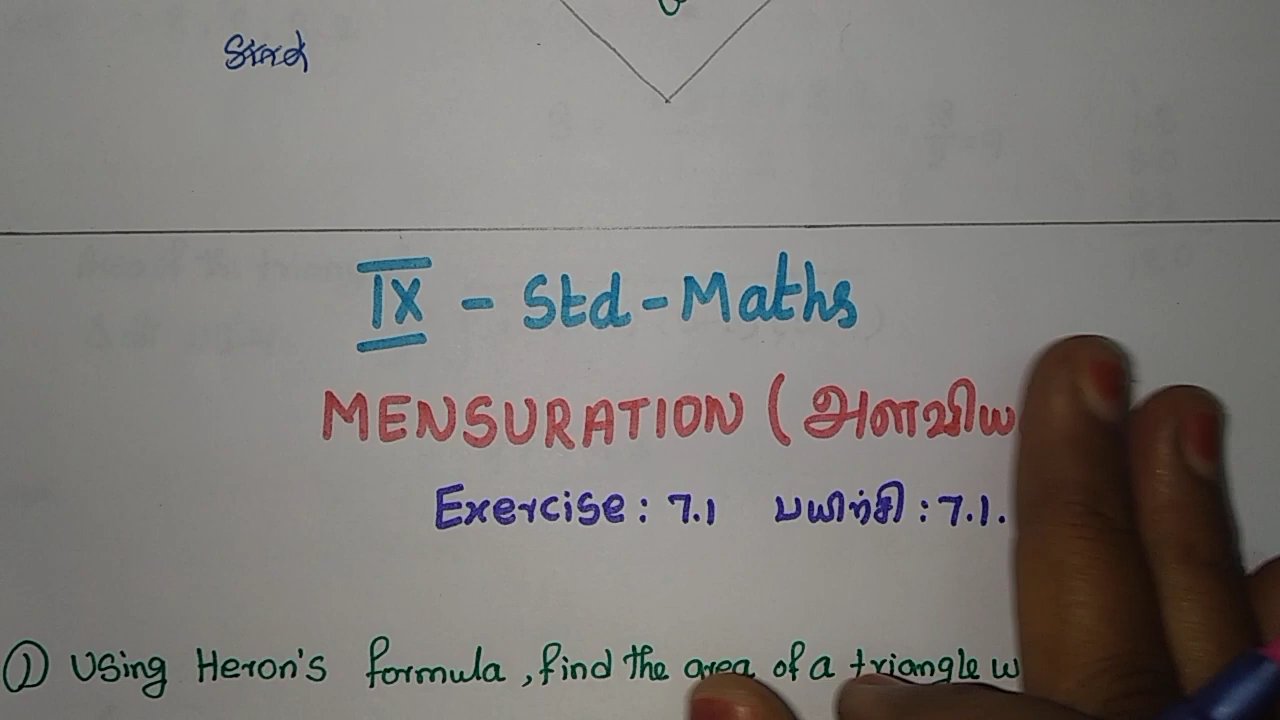 IX - Std - Maths
MENSURATION (அளவிய
Exercise: 7.1 பயிற்சி: 7.1.
① Using Heron's formula, find the area of a triangle w